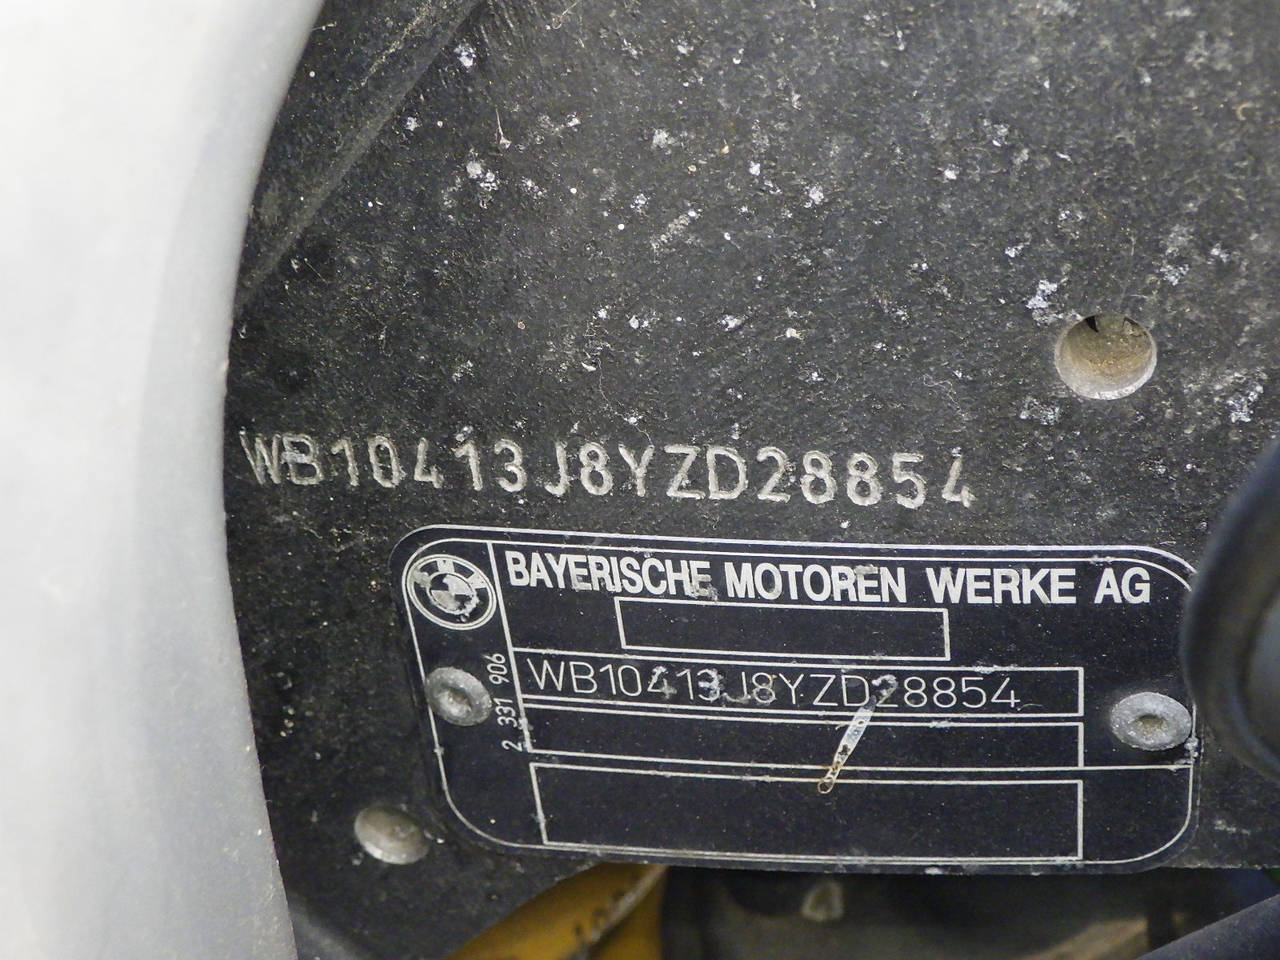 WB10413J8YZD28854
BAYERISCHE MOTOREN WERKE AG
WB10413J8YZD28854
2 331 906